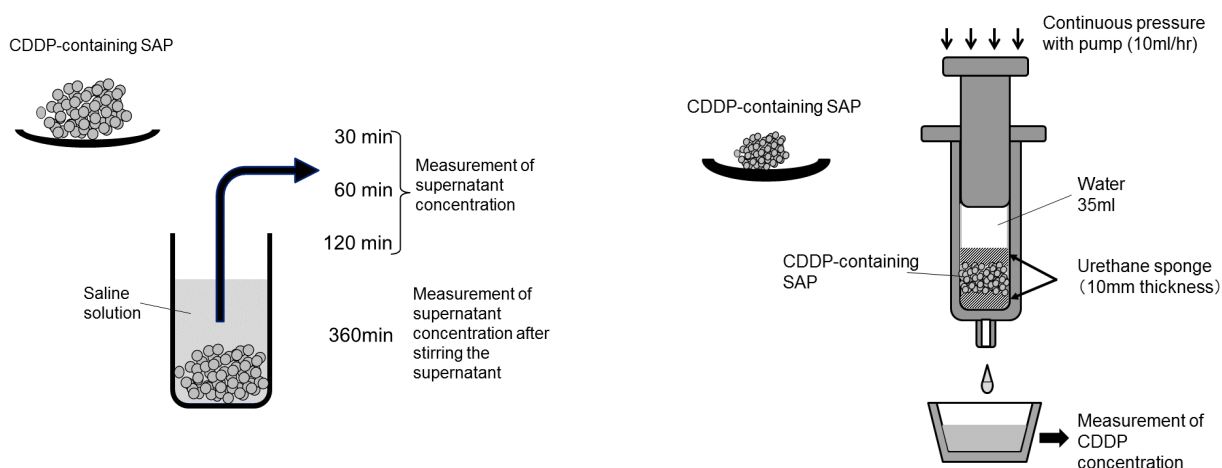 CDDP-containing SAP
30 min
60 min
120 min
Measurement of
supernatant
concentration
Saline
solution
360min
Measurement of
supernatant
concentration after
stirring the
supernatant
Continuous pressure
with pump (10ml/hr)
CDDP-containing SAP
Water
35ml
CDDP-containing
SAP
Urethane sponge
（10mm thickness）
Measurement of
CDDP
concentration